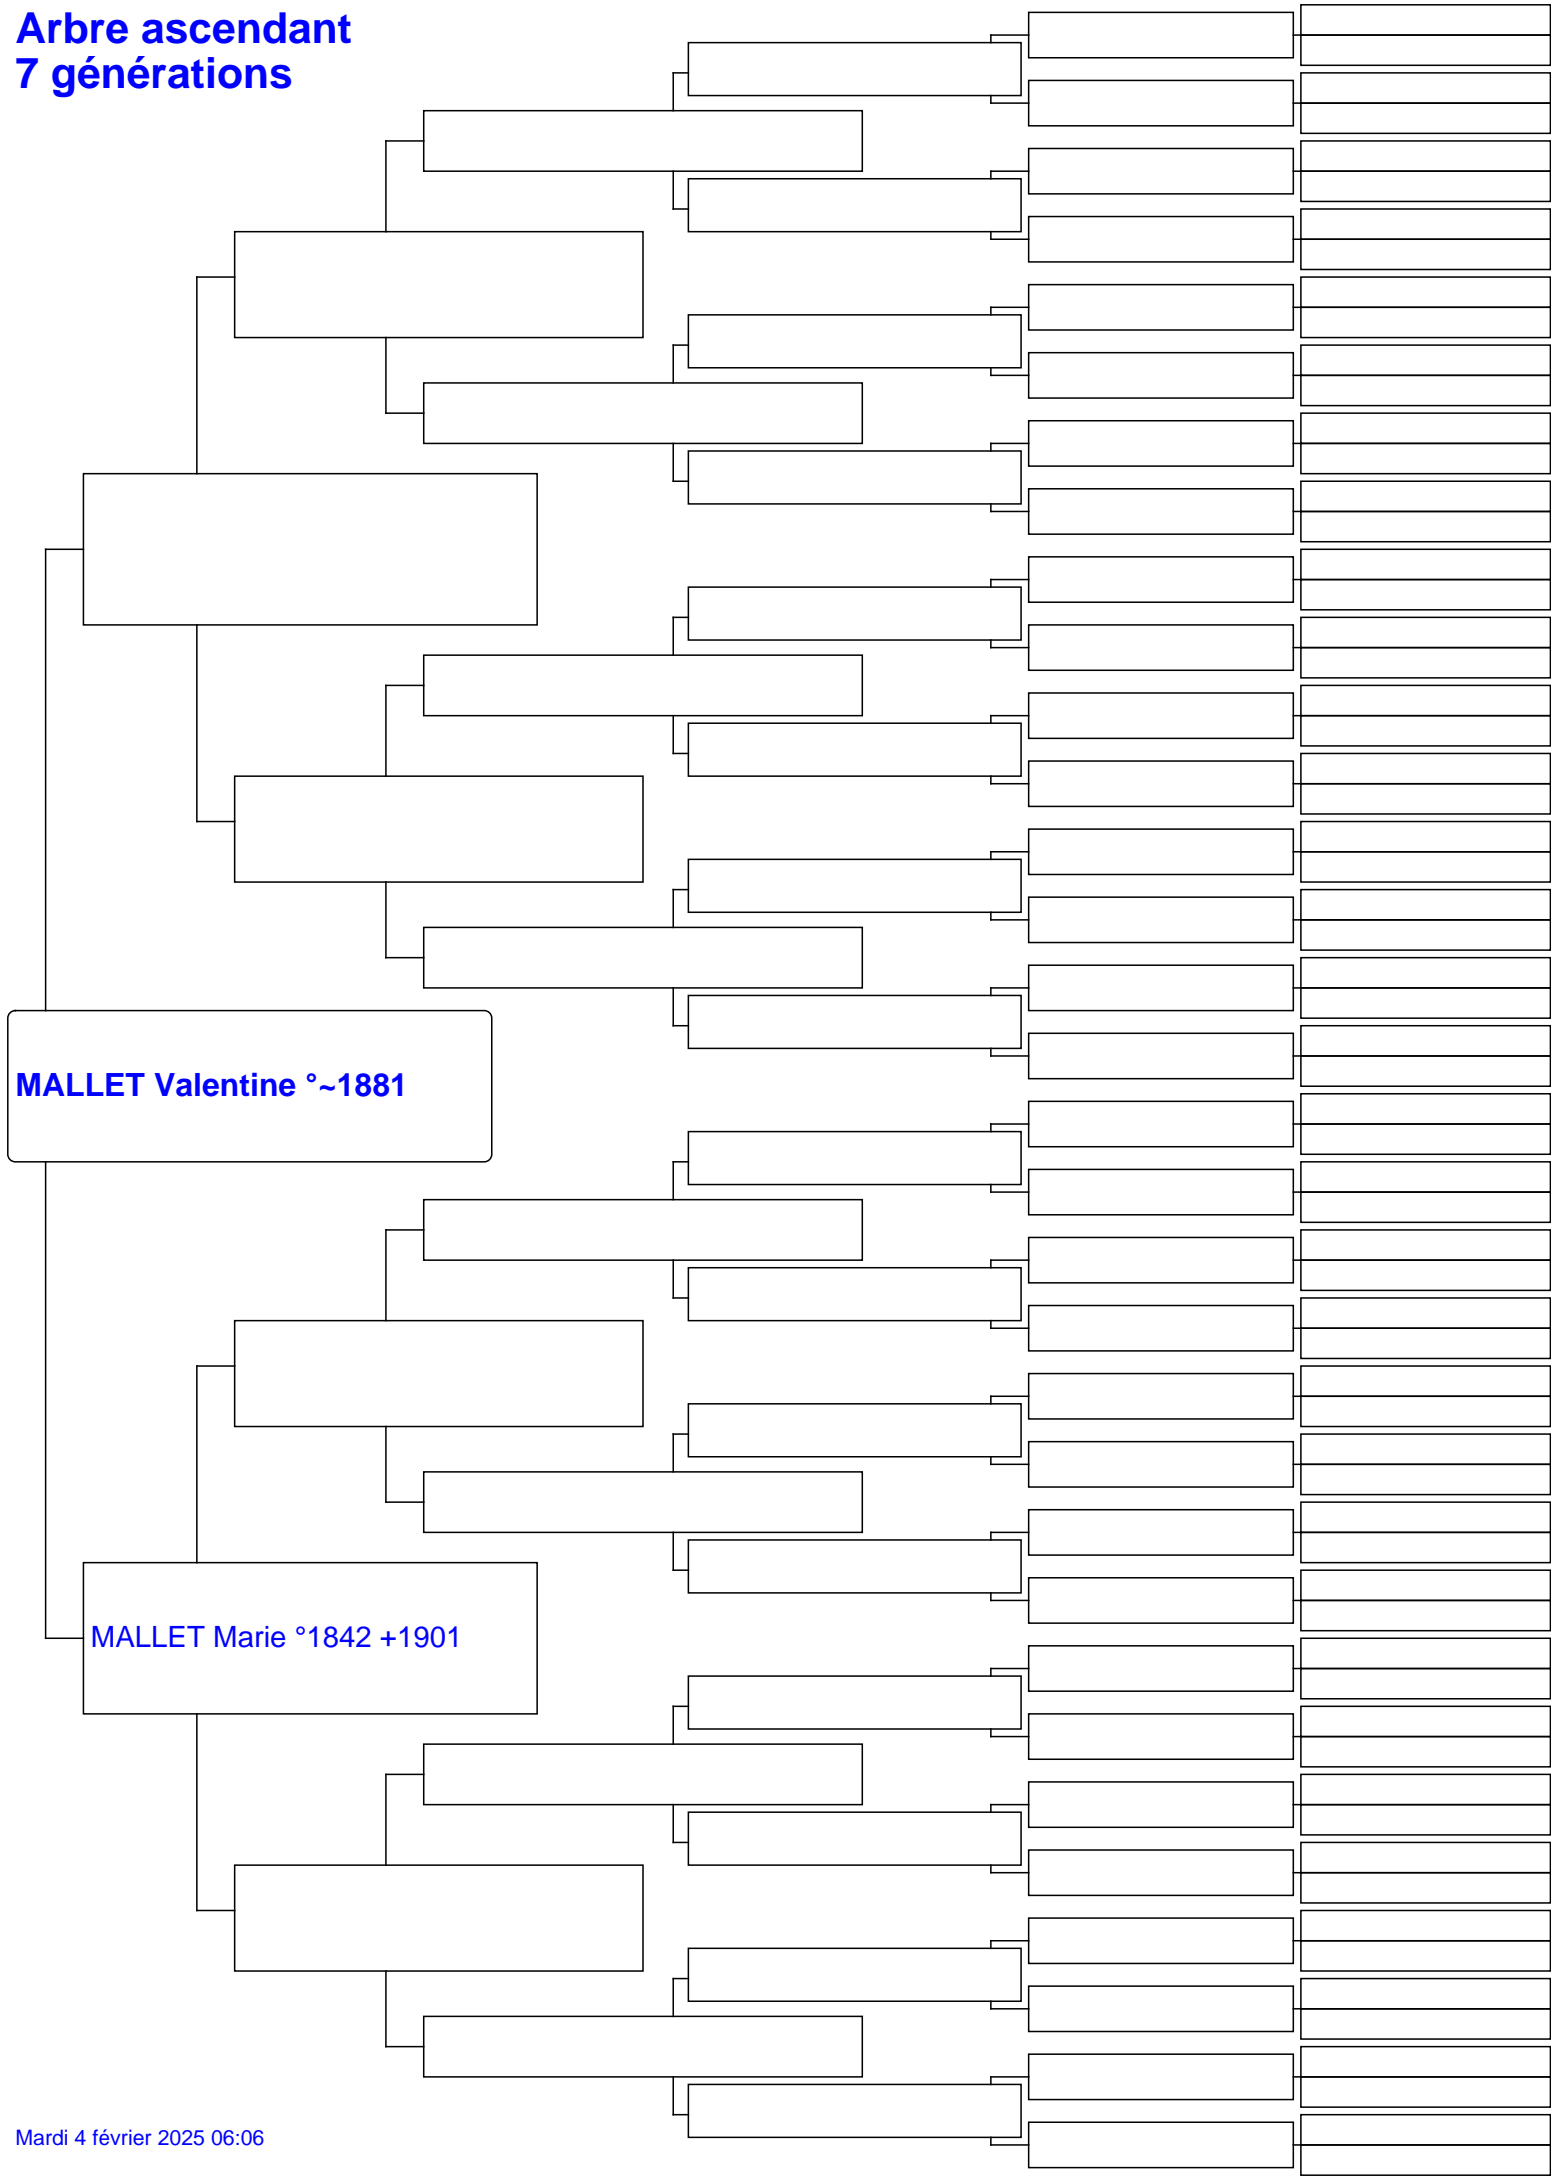 Arbre ascendant
7 générations
MALLET Valentine °~1881
MALLET Marie °1842 +1901
Mardi 4 février 2025 06:06